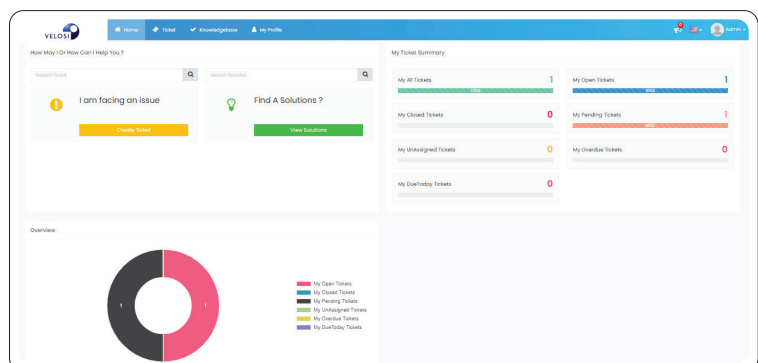 VELOSI
Home Ticket Knowledgebase My Profile
0
Admin
How May I Or How Can I Help You ?
Search Ticket
Search Solution
I am facing an issue
Create Ticket
Find A Solutions ?
View Solutions
My Ticket Summary
My All Tickets 1
100%
My Open Tickets 1
100%
My Closed Tickets 0
My Pending Tickets 1
100%
My UnAssigned Tickets 0
My Overdue Tickets 0
My DueToday Tickets 0
Overview
1 1
My Open Tickets
My Closed Tickets
My Pending Tickets
My UnAssigned Tickets
My Overdue Tickets
My DueToday Tickets